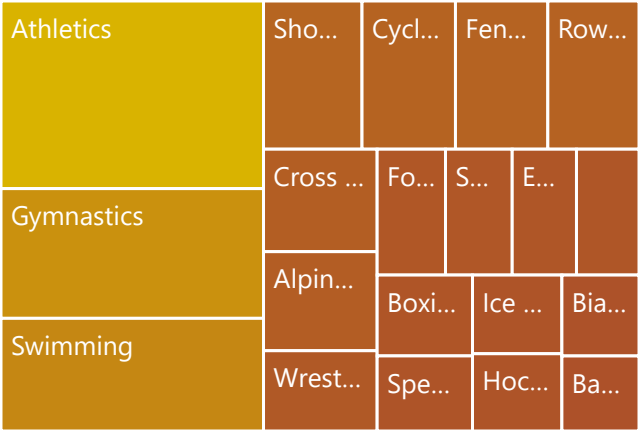 Athletics
Gymnastics
Swimming
Sho...
Cycl...
Fen...
Row...
Cross ...
Alpin...
Wrest...
Fo...
S...
E...
Boxi...
Ice ...
Bia...
Spe...
Hoc...
Ba...